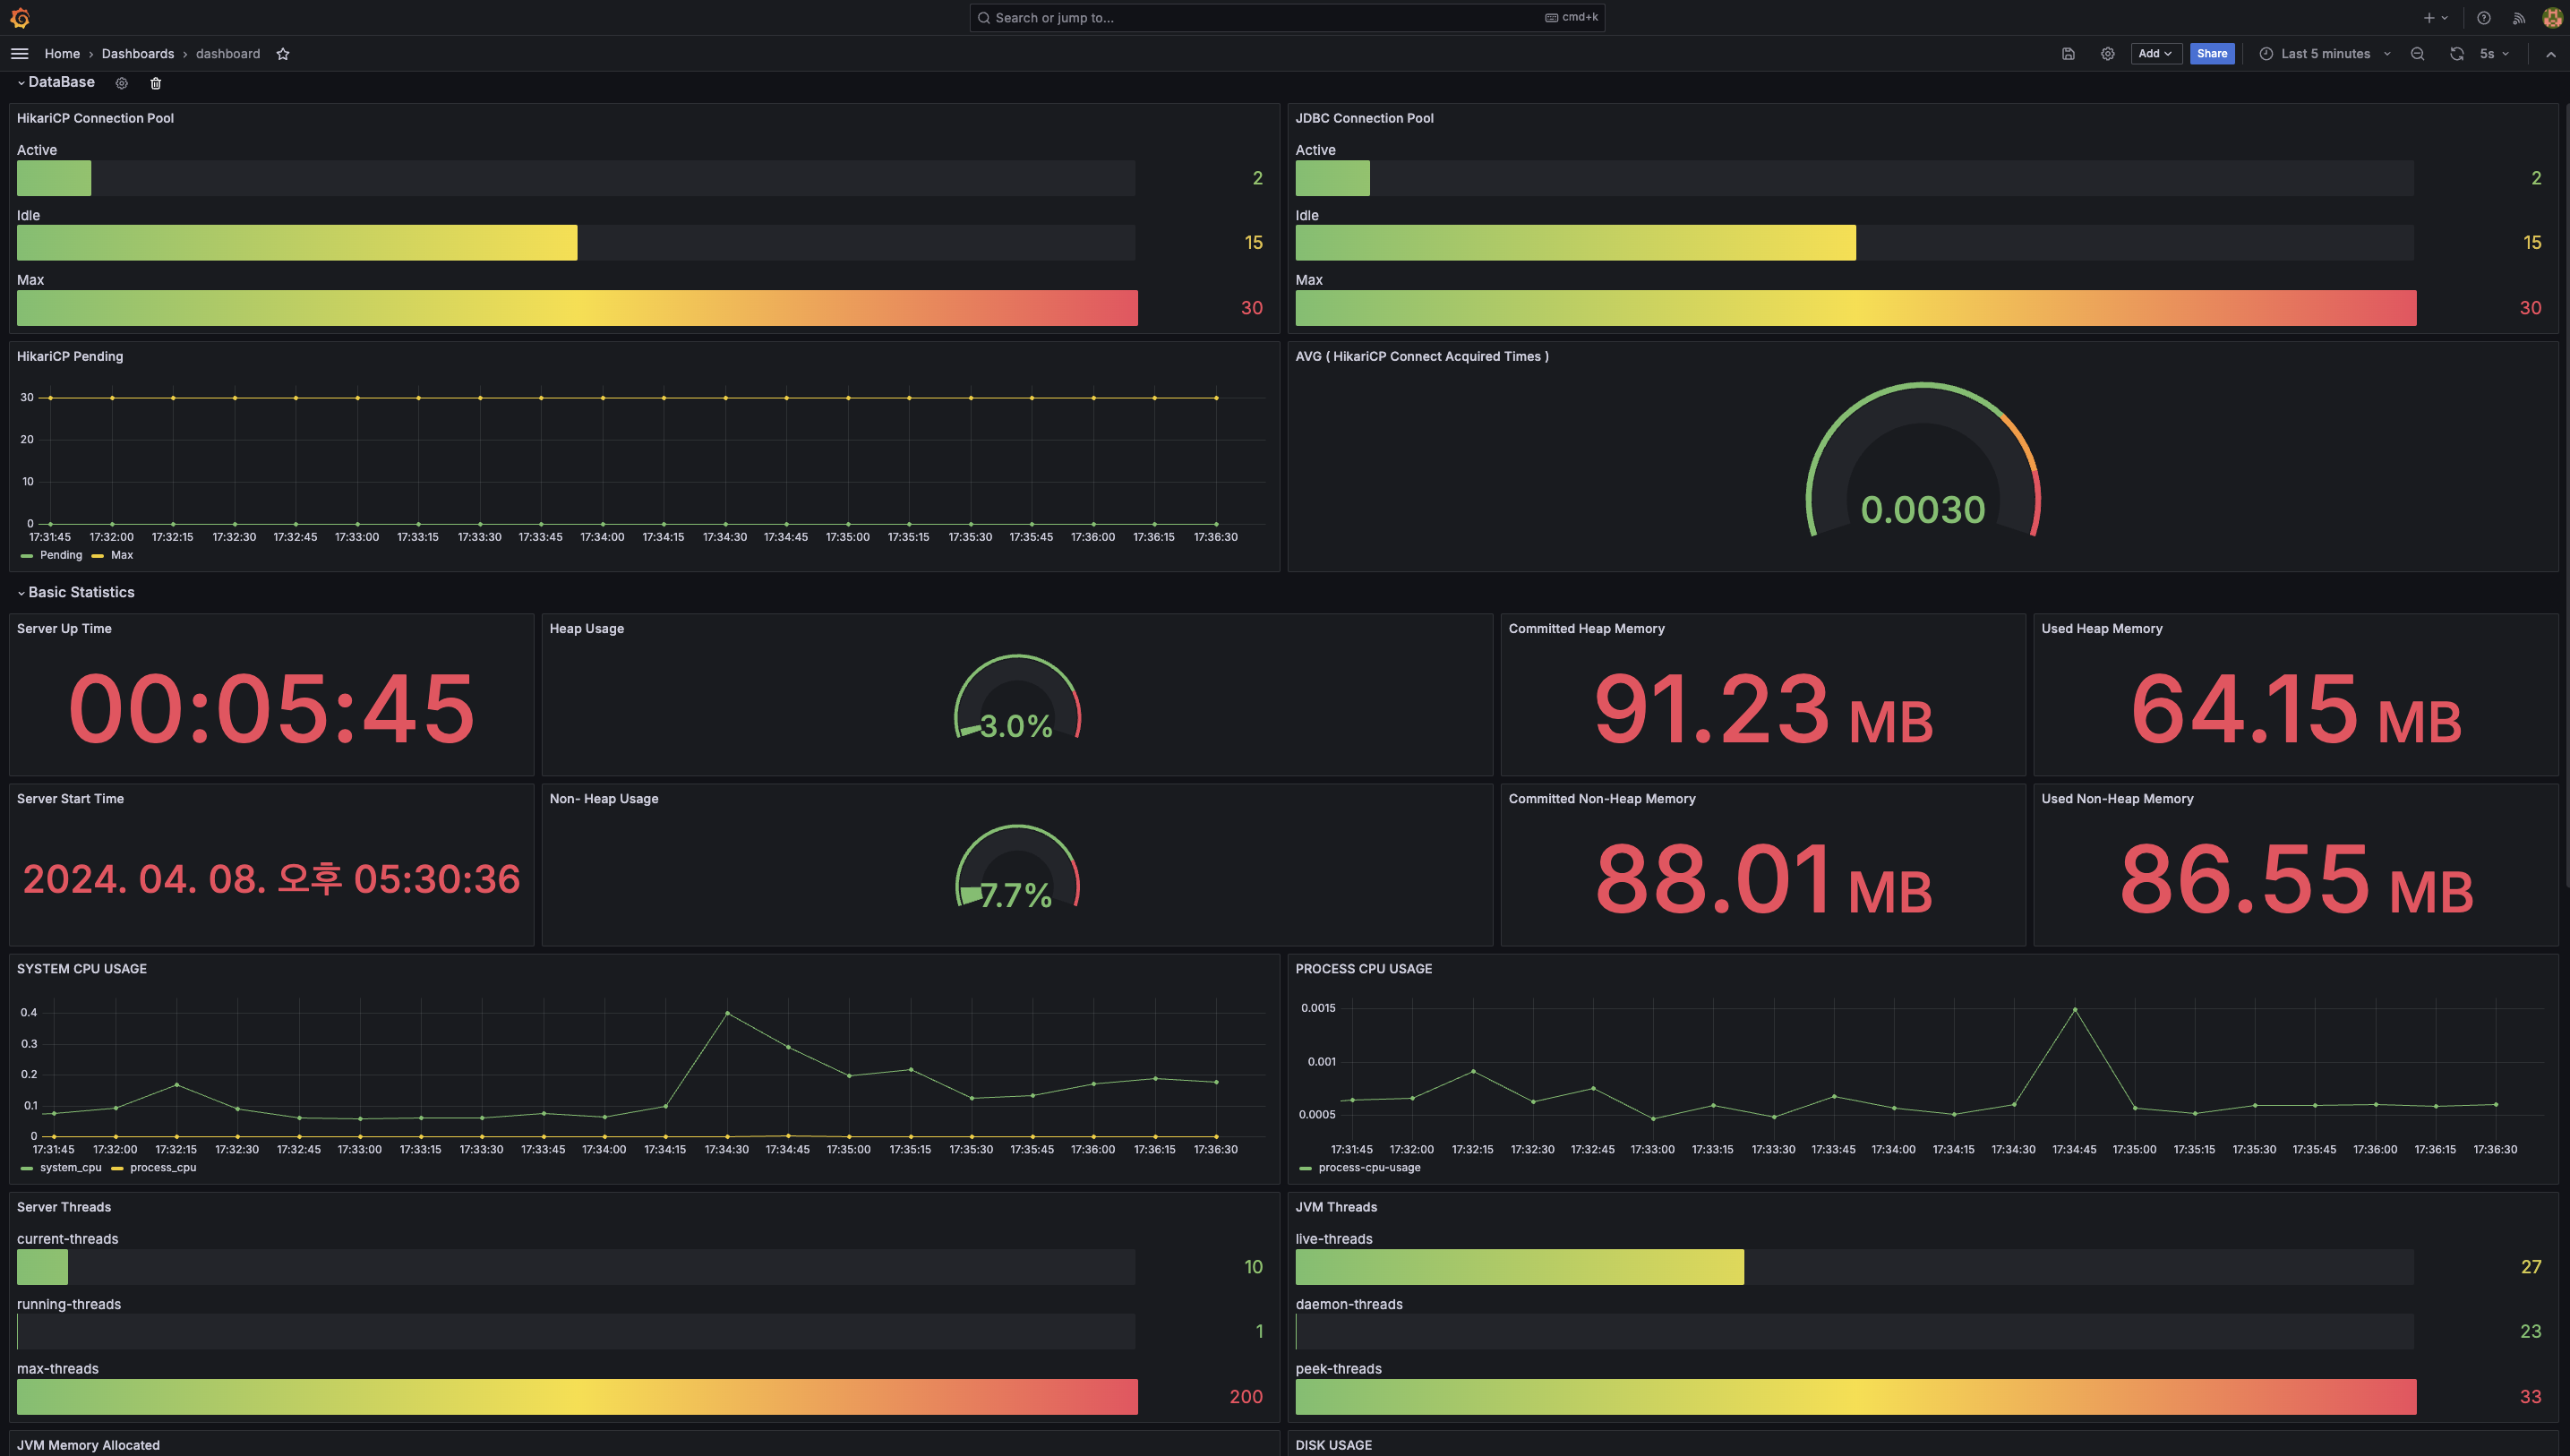 Search or jump to...
cmd+k
Home › Dashboards › dashboard
Add
Share
Last 5 minutes
5s
DataBase
HikariCP Connection Pool
Active
2
Idle
15
Max
30
JDBC Connection Pool
Active
2
Idle
15
Max
30
HikariCP Pending
30
20
10
0
17:31:45 17:32:00 17:32:15 17:32:30 17:32:45 17:33:00 17:33:15 17:33:30 17:33:45 17:34:00 17:34:15 17:34:30 17:34:45 17:35:00 17:35:15 17:35:30 17:35:45 17:36:00 17:36:15 17:36:30
Pending Max
AVG ( HikariCP Connect Acquired Times )
0.0030
Basic Statistics
Server Up Time
00:05:45
Heap Usage
3.0%
Committed Heap Memory
91.23 MB
Used Heap Memory
64.15 MB
Server Start Time
2024. 04. 08. 오후 05:30:36
Non- Heap Usage
7.7%
Committed Non-Heap Memory
88.01 MB
Used Non-Heap Memory
86.55 MB
SYSTEM CPU USAGE
0.4
0.3
0.2
0.1
0
17:31:45 17:32:00 17:32:15 17:32:30 17:32:45 17:33:00 17:33:15 17:33:30 17:33:45 17:34:00 17:34:15 17:34:30 17:34:45 17:35:00 17:35:15 17:35:30 17:35:45 17:36:00 17:36:15 17:36:30
system_cpu process_cpu
PROCESS CPU USAGE
0.0015
0.001
0.0005
17:31:45 17:32:00 17:32:15 17:32:30 17:32:45 17:33:00 17:33:15 17:33:30 17:33:45 17:34:00 17:34:15 17:34:30 17:34:45 17:35:00 17:35:15 17:35:30 17:35:45 17:36:00 17:36:15 17:36:30
process-cpu-usage
Server Threads
current-threads
10
running-threads
1
max-threads
200
JVM Threads
live-threads
27
daemon-threads
23
peek-threads
33
JVM Memory Allocated
DISK USAGE